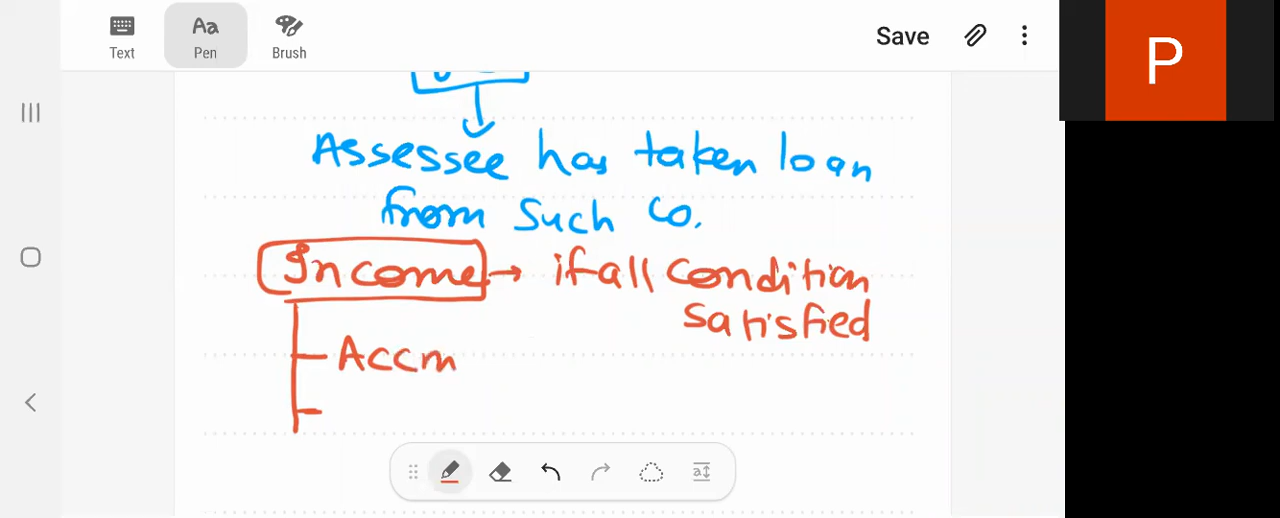 Text
Pen
Brush
Save
P
Assessee has taken loan
from Such Co.
Income → if all condition
satisfied
Accm